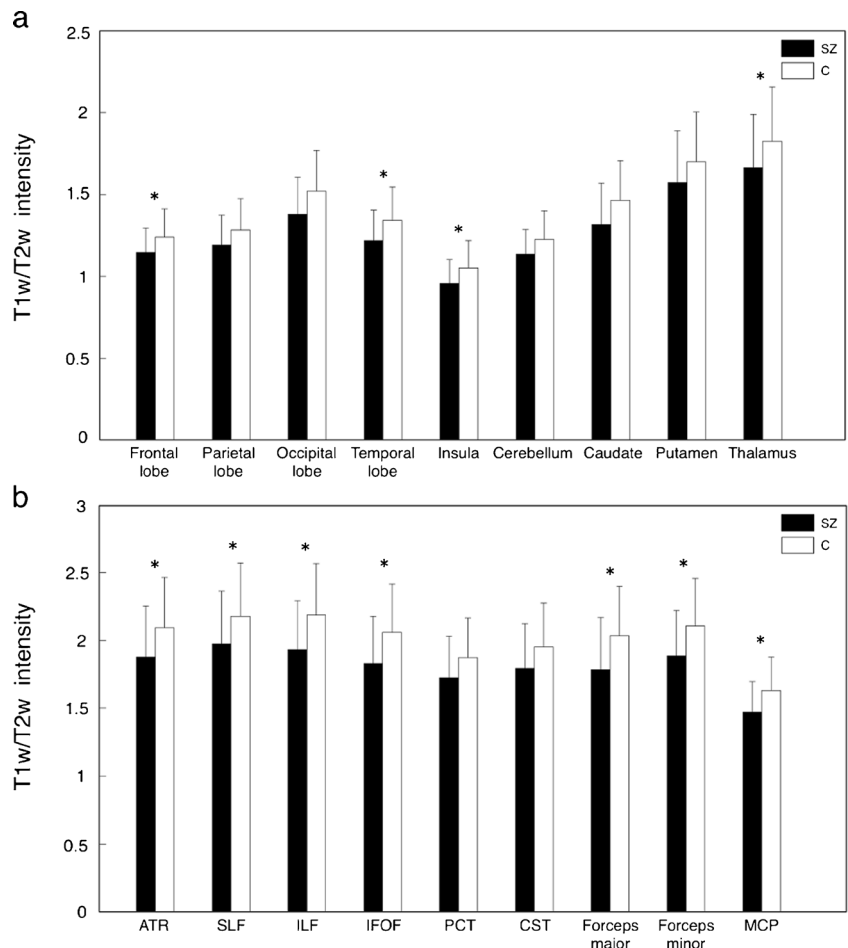 a
2.5
2
1.5
1
0.5
0
T1w/T2w intensity
SZ
C
*
*
*
*
Frontal lobe
Parietal lobe
Occipital lobe
Temporal lobe
Insula
Cerebellum
Caudate
Putamen
Thalamus
b
3
2.5
2
1.5
1
0.5
0
T1w/T2w intensity
SZ
C
*
*
*
*
*
*
*
ATR
SLF
ILF
IFOF
PCT
CST
Forceps major
Forceps minor
MCP